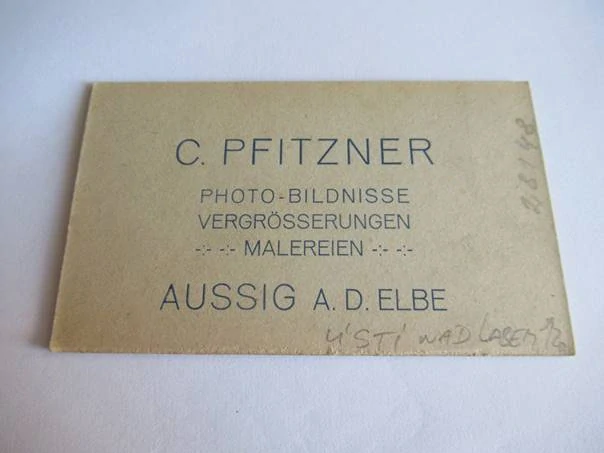 C. PFITZNER
PHOTO-BILDNISSE
VERGRÖSSERUNGEN
-:- -:- MALEREIEN -:- -:-
AUSSIG A. D. ELBE
ÚSTÍ NAD LABEM